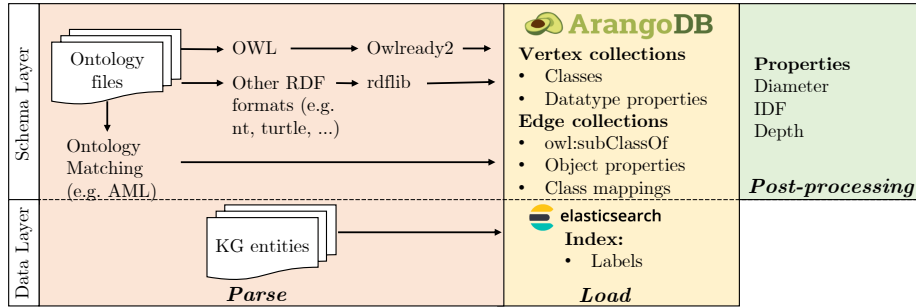 Schema Layer
Ontology
files
OWL
Owlready2
Other RDF
formats (e.g.
nt, turtle, ...)
rdflib
Ontology
Matching
(e.g. AML)
ArangoDB
Vertex collections
• Classes
• Datatype properties
Edge collections
• owl:subClassOf
• Object properties
• Class mappings
Properties
Diameter
IDF
Depth
Post-processing
Data Layer
KG entities
Parse
elasticsearch
Index:
• Labels
Load